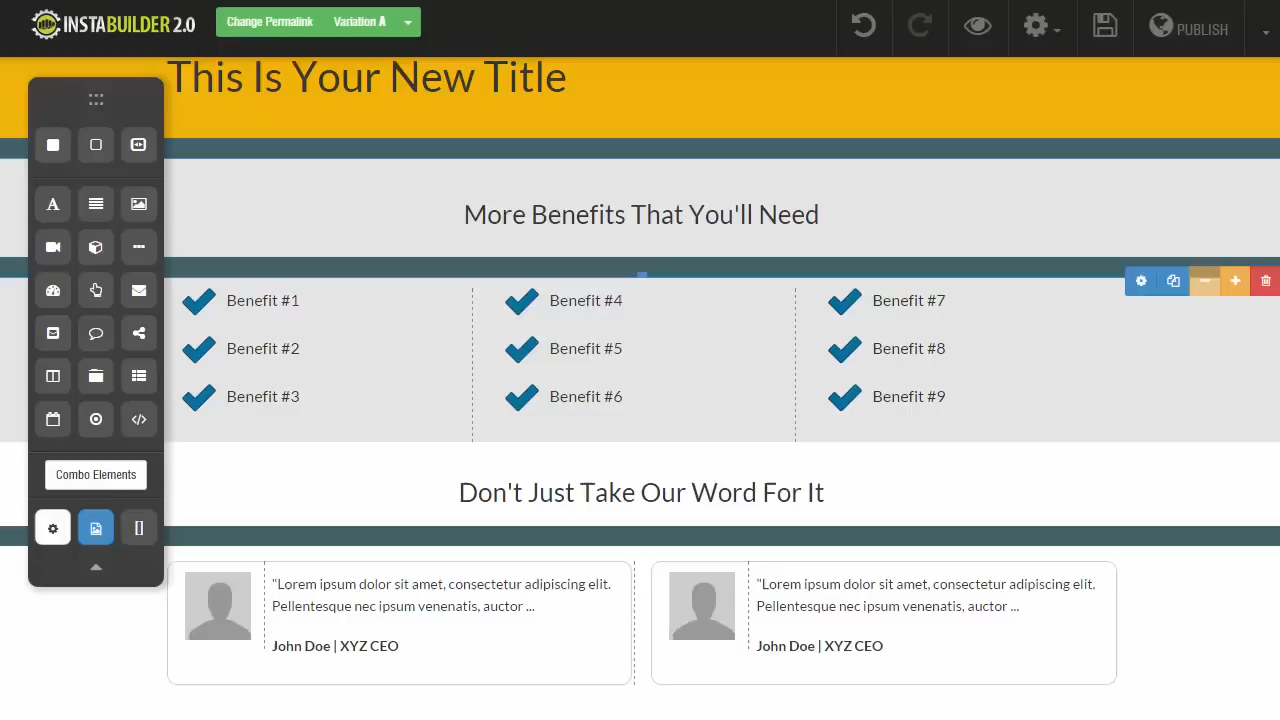 INSTABUILDER 2.0
Change Permalink Variation A
PUBLISH
This Is Your New Title
More Benefits That You'll Need
Benefit #1
Benefit #2
Benefit #3
Benefit #4
Benefit #5
Benefit #6
Benefit #7
Benefit #8
Benefit #9
Combo Elements
Don't Just Take Our Word For It
"Lorem ipsum dolor sit amet, consectetur adipiscing elit.
Pellentesque nec ipsum venenatis, auctor ...
John Doe | XYZ CEO
"Lorem ipsum dolor sit amet, consectetur adipiscing elit.
Pellentesque nec ipsum venenatis, auctor ...
John Doe | XYZ CEO